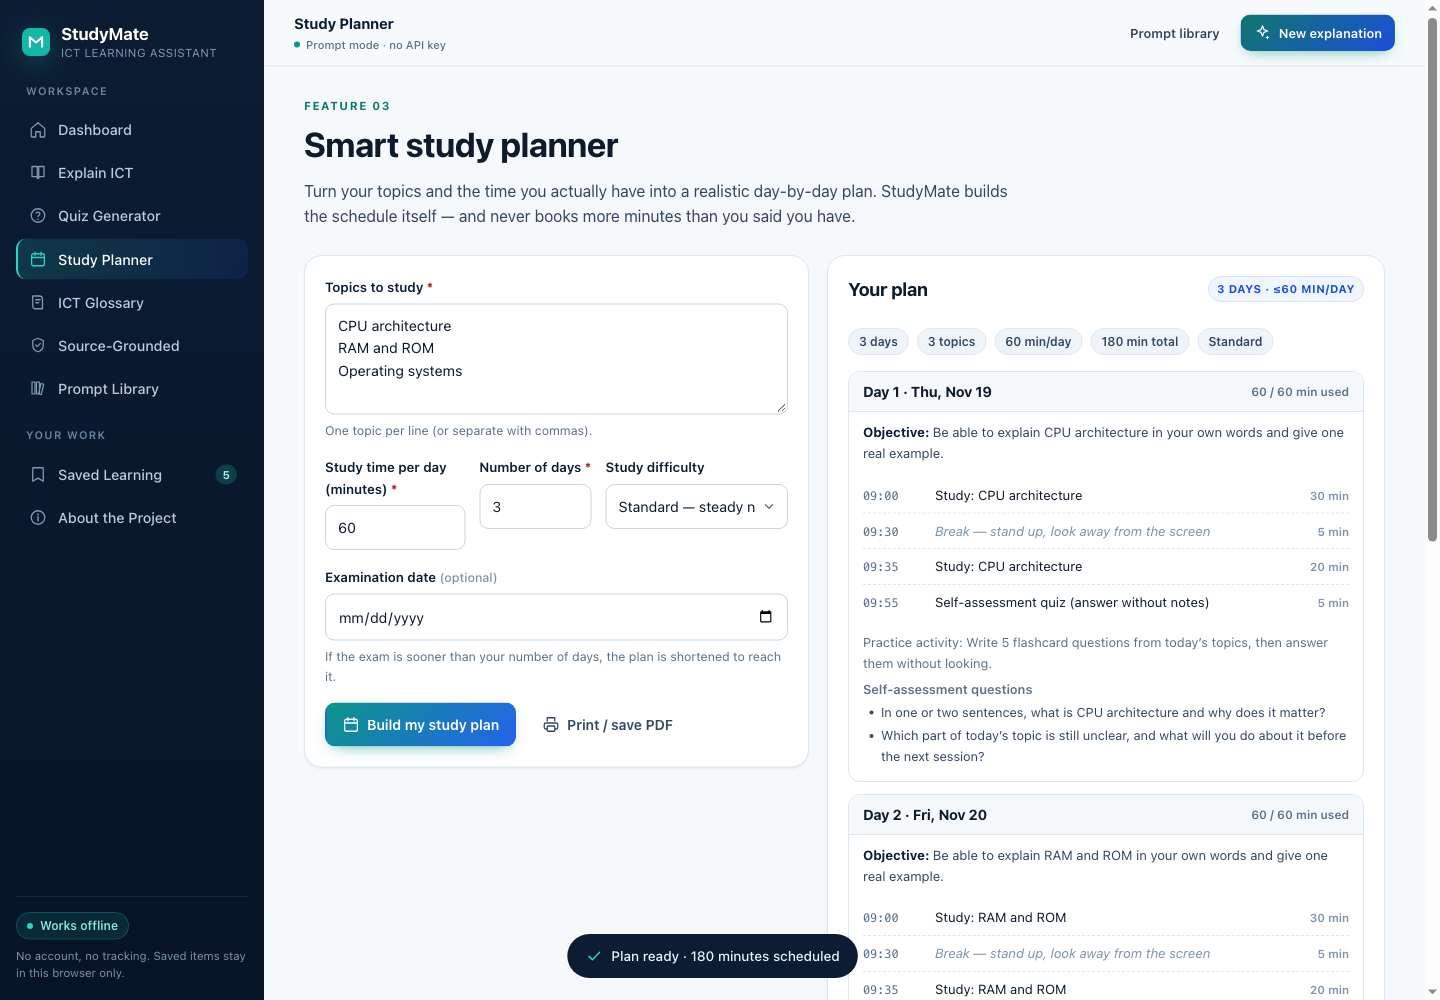 StudyMate
ICT LEARNING ASSISTANT
WORKSPACE
Dashboard
Explain ICT
Quiz Generator
Study Planner
ICT Glossary
Source-Grounded
Prompt Library
YOUR WORK
Saved Learning
5
About the Project
Works offline
No account, no tracking. Saved items stay
in this browser only.
Study Planner
Prompt mode · no API key
Prompt library
New explanation
FEATURE 03
Smart study planner
Turn your topics and the time you actually have into a realistic day-by-day plan. StudyMate builds
the schedule itself — and never books more minutes than you said you have.
Topics to study *
CPU architecture
RAM and ROM
Operating systems
One topic per line (or separate with commas).
Study time per day
(minutes) *
60
Number of days *
3
Study difficulty
Standard — steady n
Examination date (optional)
mm/dd/yyyy
If the exam is sooner than your number of days, the plan is shortened to reach
it.
Build my study plan
Print / save PDF
Your plan
3 DAYS · ≤60 MIN/DAY
3 days
3 topics
60 min/day
180 min total
Standard
Day 1 · Thu, Nov 19
60 / 60 min used
Objective: Be able to explain CPU architecture in your own words and give one
real example.
09:00 Study: CPU architecture 30 min
09:30 Break — stand up, look away from the screen 5 min
09:35 Study: CPU architecture 20 min
09:55 Self-assessment quiz (answer without notes) 5 min
Practice activity: Write 5 flashcard questions from today's topics, then answer
them without looking.
Self-assessment questions
• In one or two sentences, what is CPU architecture and why does it matter?
• Which part of today's topic is still unclear, and what will you do about it before
the next session?
Day 2 · Fri, Nov 20
60 / 60 min used
Objective: Be able to explain RAM and ROM in your own words and give one
real example.
09:00 Study: RAM and ROM 30 min
09:30 Break — stand up, look away from the screen 5 min
09:35 Study: RAM and ROM 20 min
Plan ready · 180 minutes scheduled